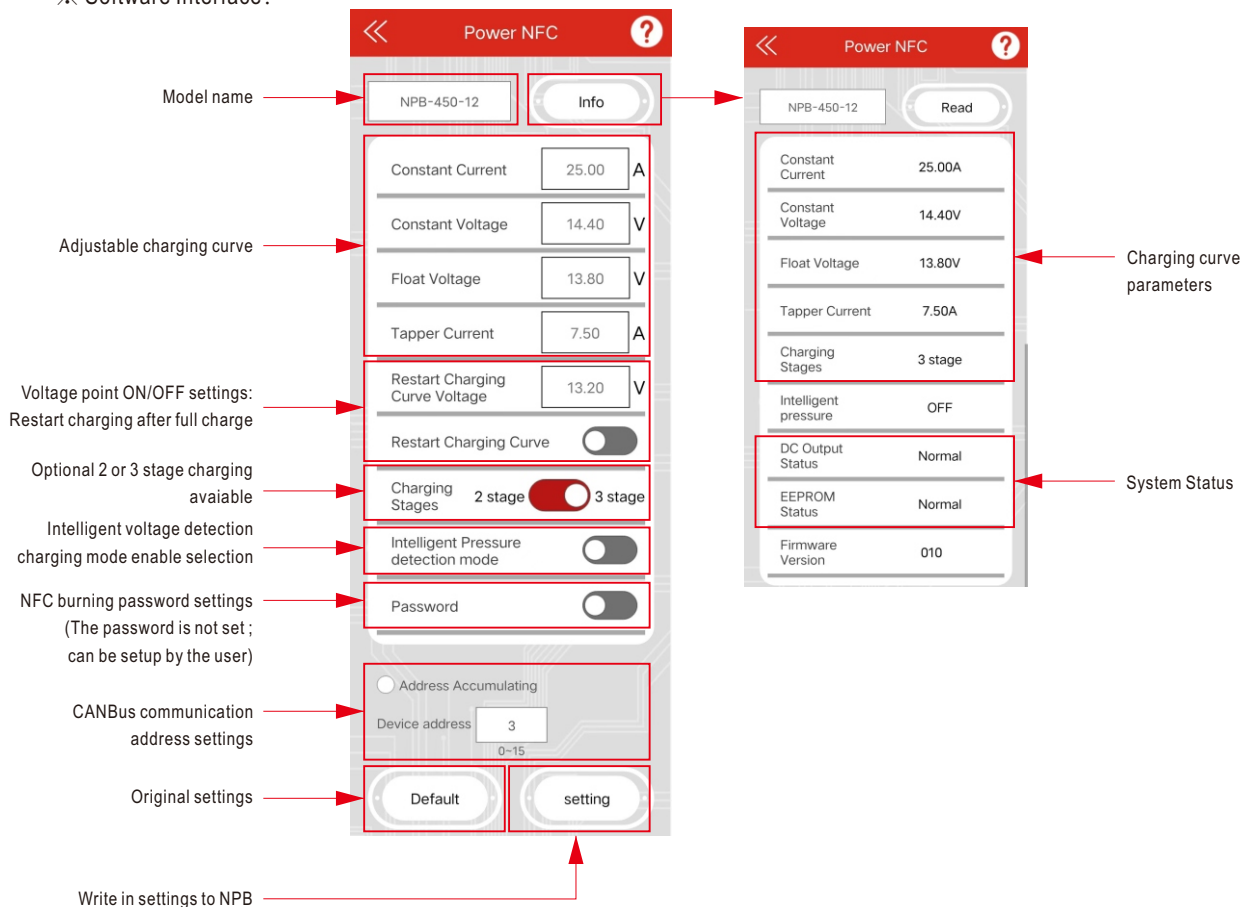 ※ Software interface:
Power NFC
?
Model name
NPB-450-12
Info
Adjustable charging curve
Constant Current
25.00
A
Constant Voltage
14.40
V
Float Voltage
13.80
V
Tapper Current
7.50
A
Voltage point ON/OFF settings:
Restart charging after full charge
Restart Charging
Curve Voltage
13.20
V
Restart Charging Curve
Optional 2 or 3 stage charging
avaiable
Charging
Stages
2 stage
3 stage
Intelligent voltage detection
charging mode enable selection
Intelligent Pressure
detection mode
NFC burning password settings
(The password is not set ;
can be setup by the user)
Password
CANBus communication
address settings
Address Accumulating
Device address
3
0~15
Original settings
Default
setting
Write in settings to NPB
Power NFC
?
NPB-450-12
Read
Constant
Current
25.00A
Constant
Voltage
14.40V
Float Voltage
13.80V
Tapper Current
7.50A
Charging
Stages
3 stage
Charging curve
parameters
Intelligent
pressure
OFF
DC Output
Status
Normal
EEPROM
Status
Normal
System Status
Firmware
Version
010